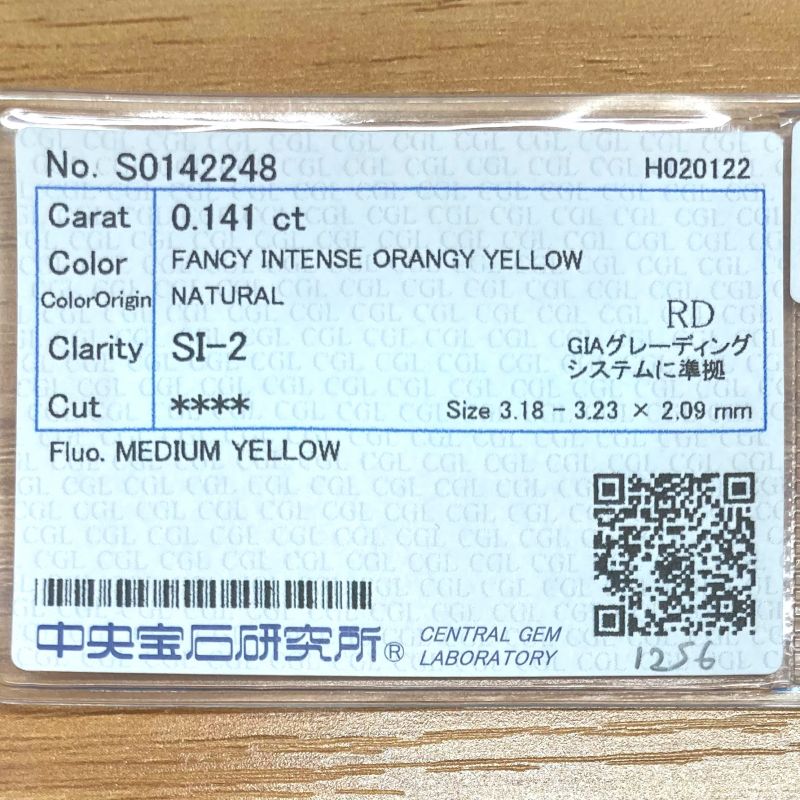 No. S0142248 H020122
Carat 0.141 ct
Color FANCY INTENSE ORANGY YELLOW
ColorOrigin NATURAL
RD
Clarity SI-2
GIAグレーディング
システムに準拠
Cut ****
Size 3.18 - 3.23 × 2.09 mm
Fluo. MEDIUM YELLOW
中央宝石研究所® CENTRAL GEM
LABORATORY
1256